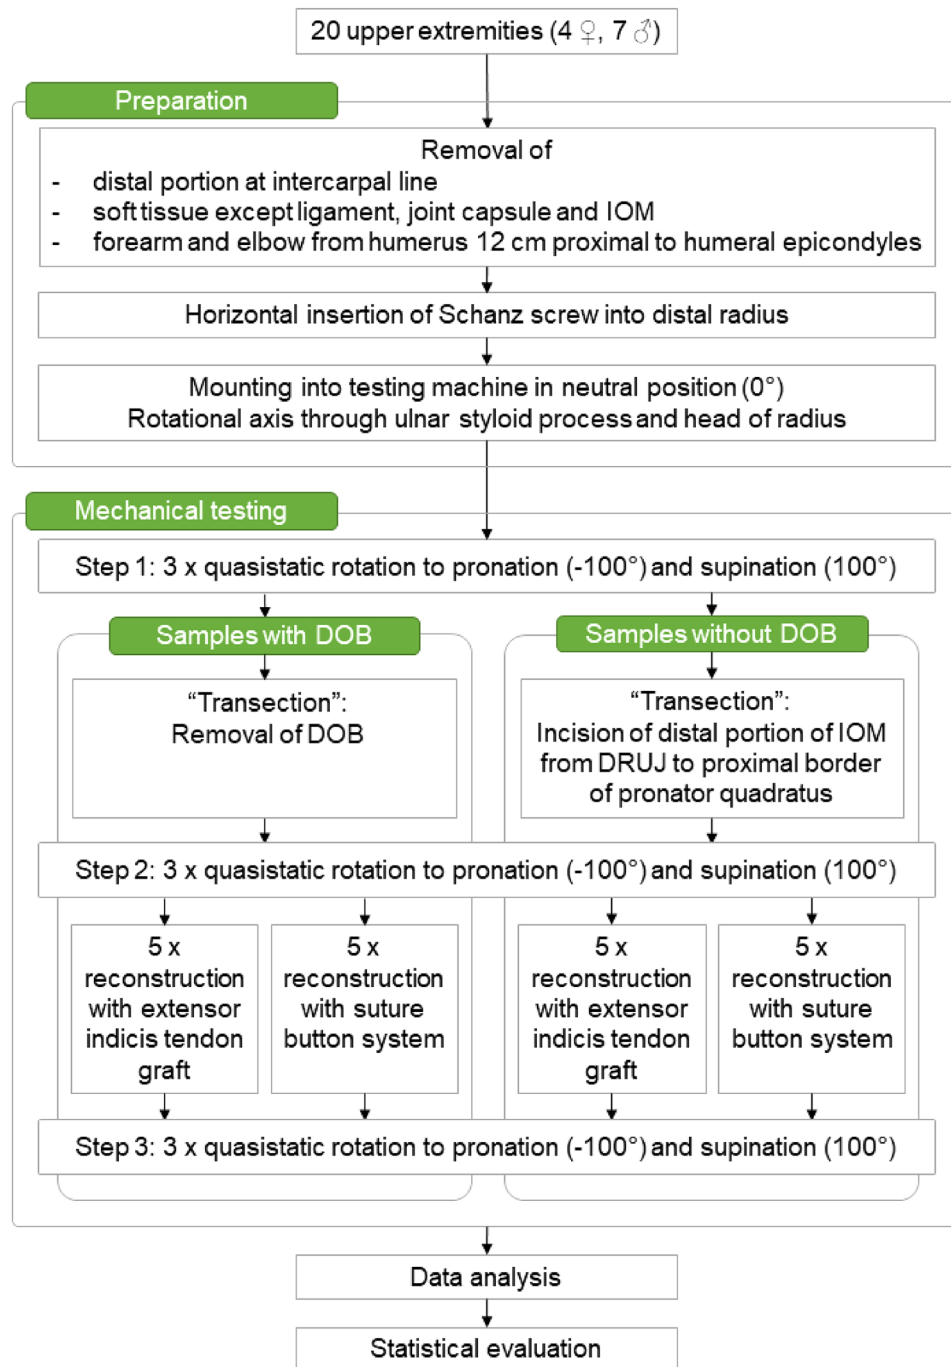 20 upper extremities (4 ♀, 7 ♂)
Preparation
Removal of
- distal portion at intercarpal line
- soft tissue except ligament, joint capsule and IOM
- forearm and elbow from humerus 12 cm proximal to humeral epicondyles
Horizontal insertion of Schanz screw into distal radius
Mounting into testing machine in neutral position (0°)
Rotational axis through ulnar styloid process and head of radius
Mechanical testing
Step 1: 3 x quasistatic rotation to pronation (-100°) and supination (100°)
Samples with DOB
“Transection”:
Removal of DOB
Samples without DOB
“Transection”:
Incision of distal portion of IOM
from DRUJ to proximal border
of pronator quadratus
Step 2: 3 x quasistatic rotation to pronation (-100°) and supination (100°)
5 x
reconstruction
with extensor
indicis tendon
graft
5 x
reconstruction
with suture
button system
5 x
reconstruction
with extensor
indicis tendon
graft
5 x
reconstruction
with suture
button system
Step 3: 3 x quasistatic rotation to pronation (-100°) and supination (100°)
Data analysis
Statistical evaluation